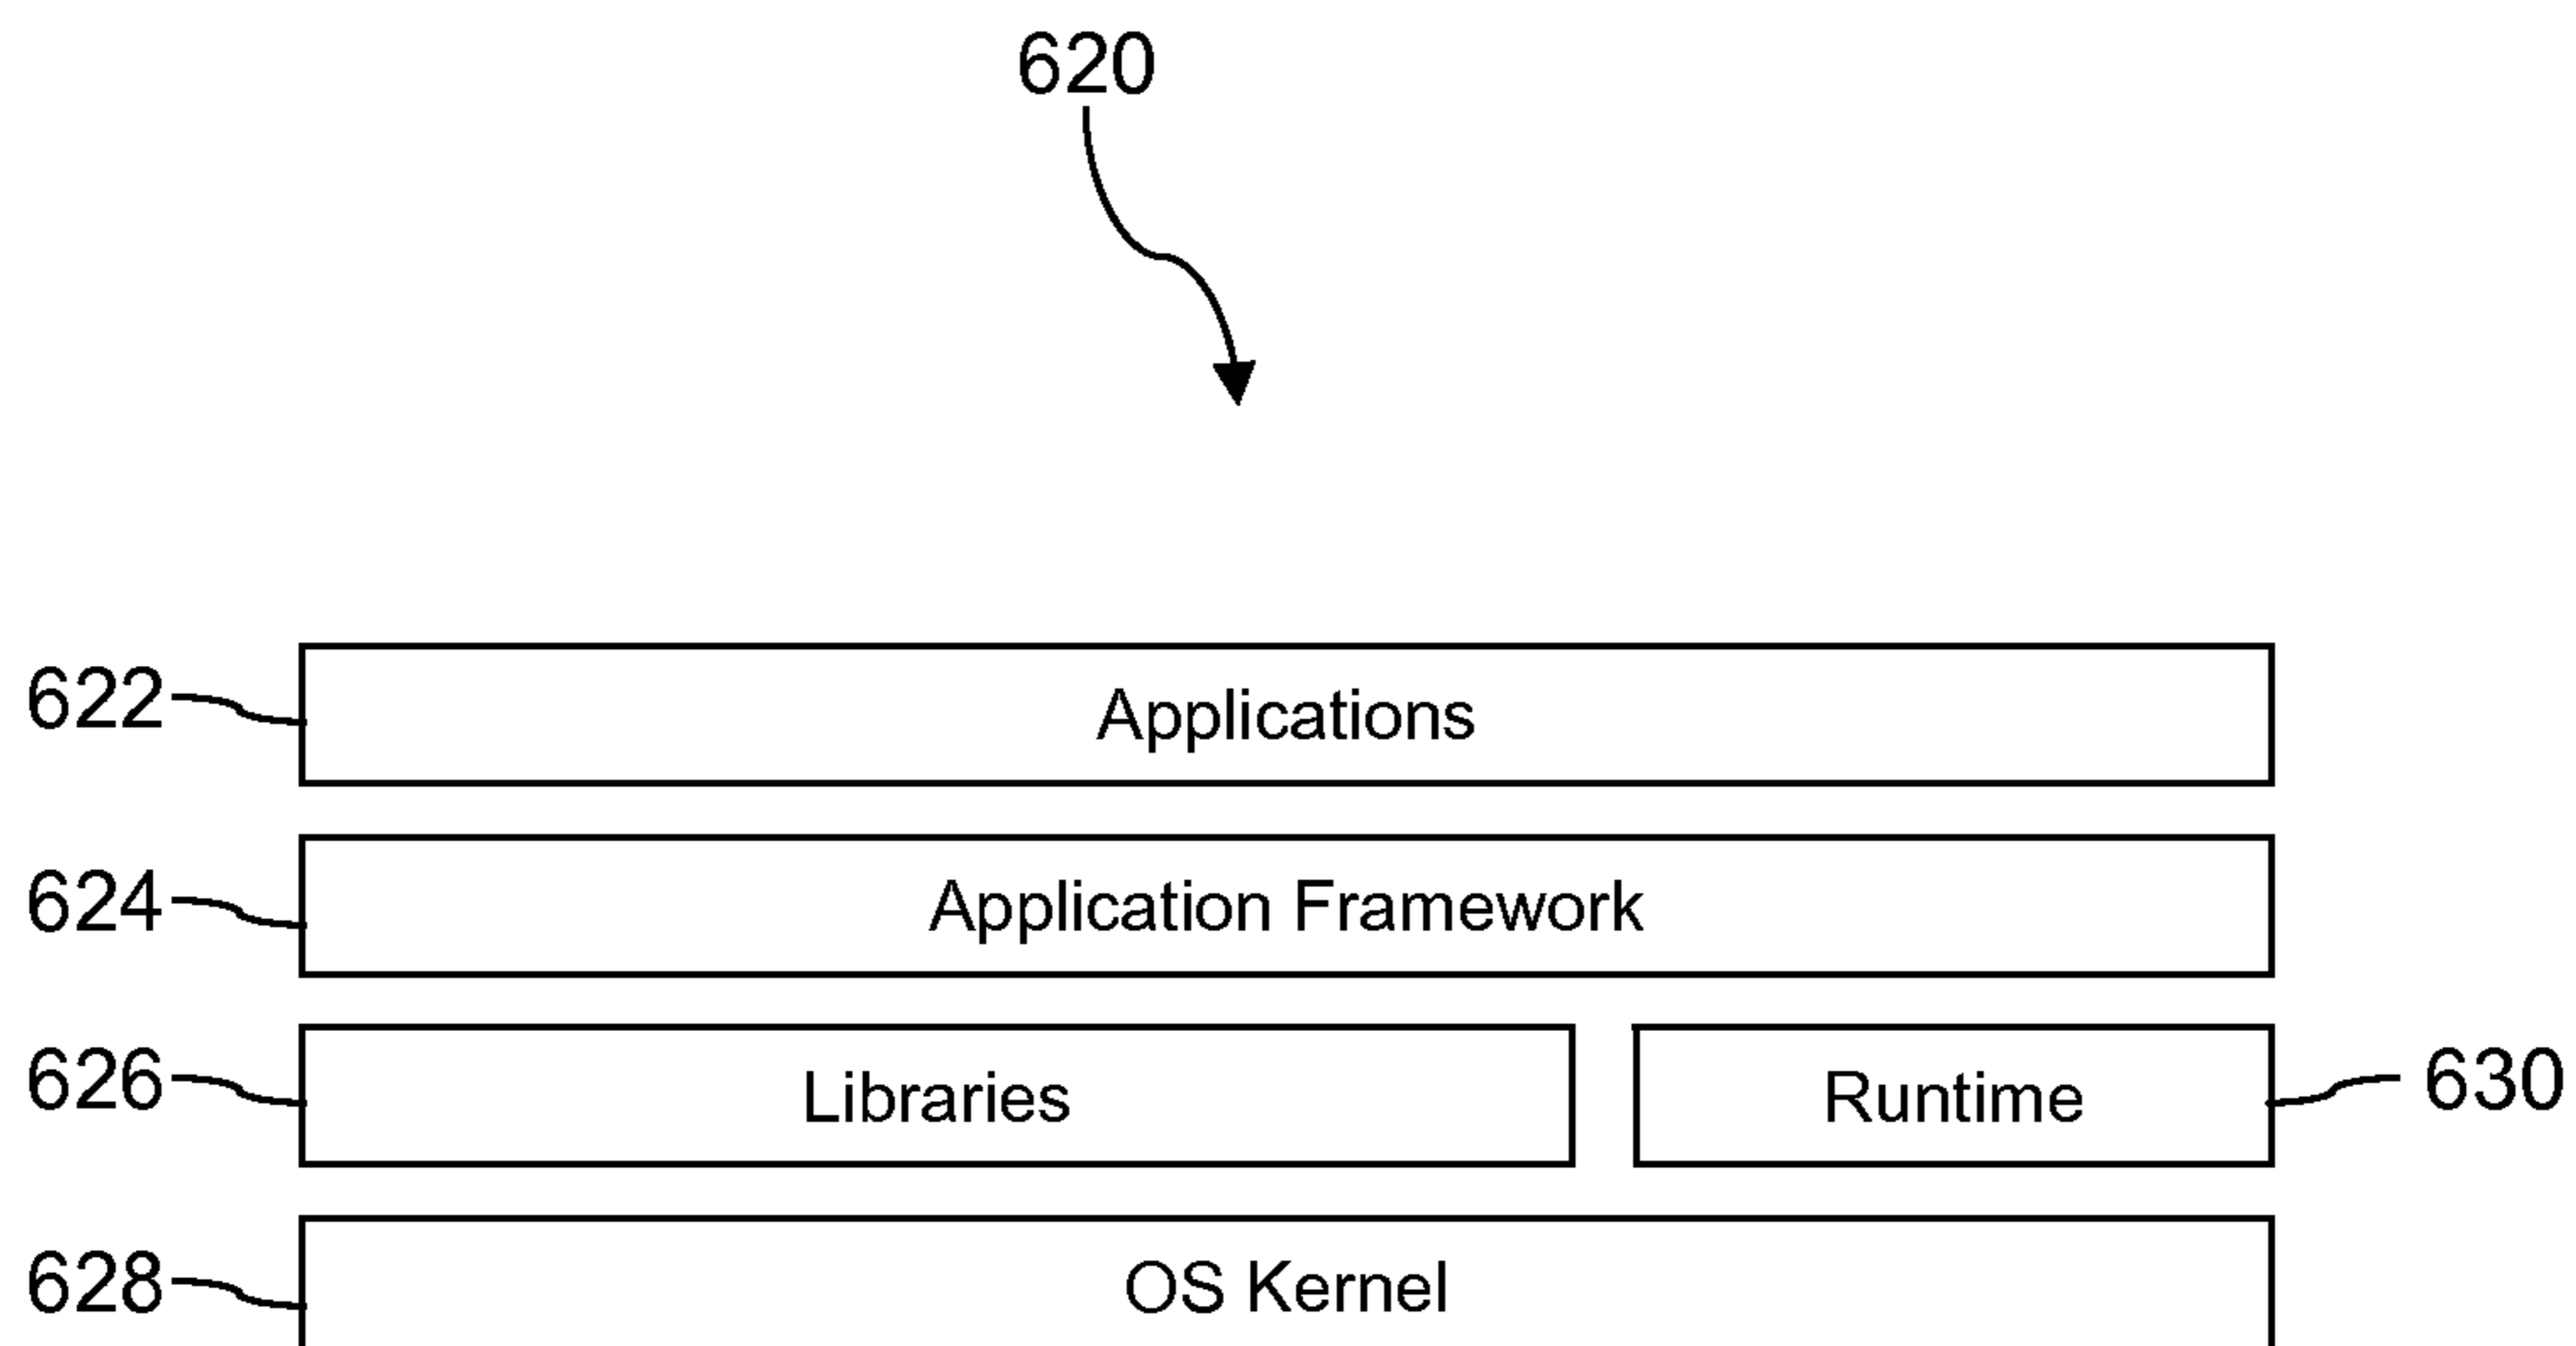 620
622 Applications
624 Application Framework
626 Libraries Runtime 630
628 OS Kernel